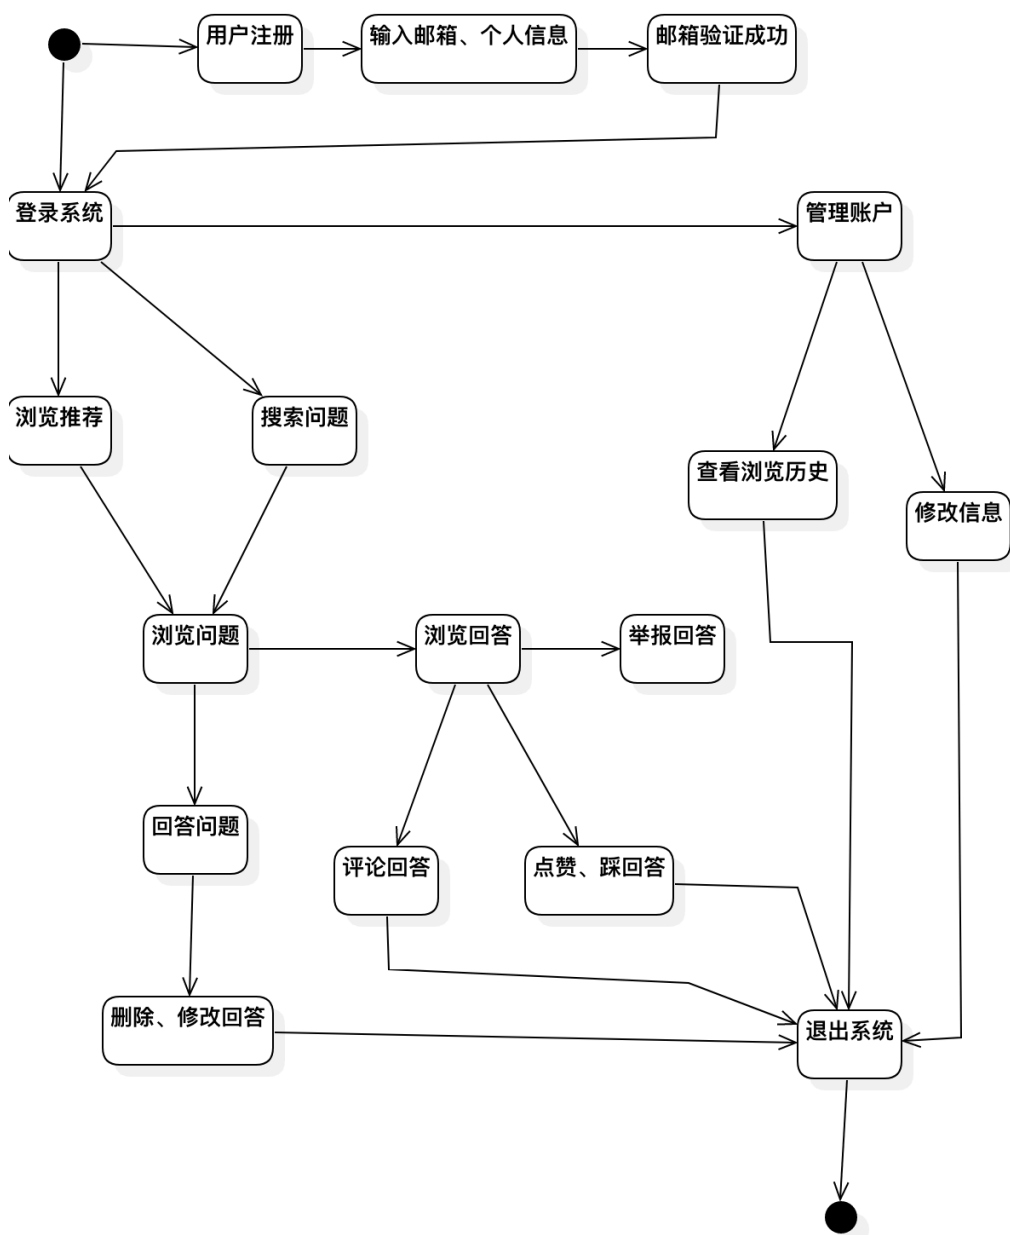 用户注册
输入邮箱、个人信息
邮箱验证成功
登录系统
管理账户
浏览推荐
搜索问题
查看浏览历史
修改信息
浏览问题
浏览回答
举报回答
回答问题
评论回答
点赞、踩回答
删除、修改回答
退出系统